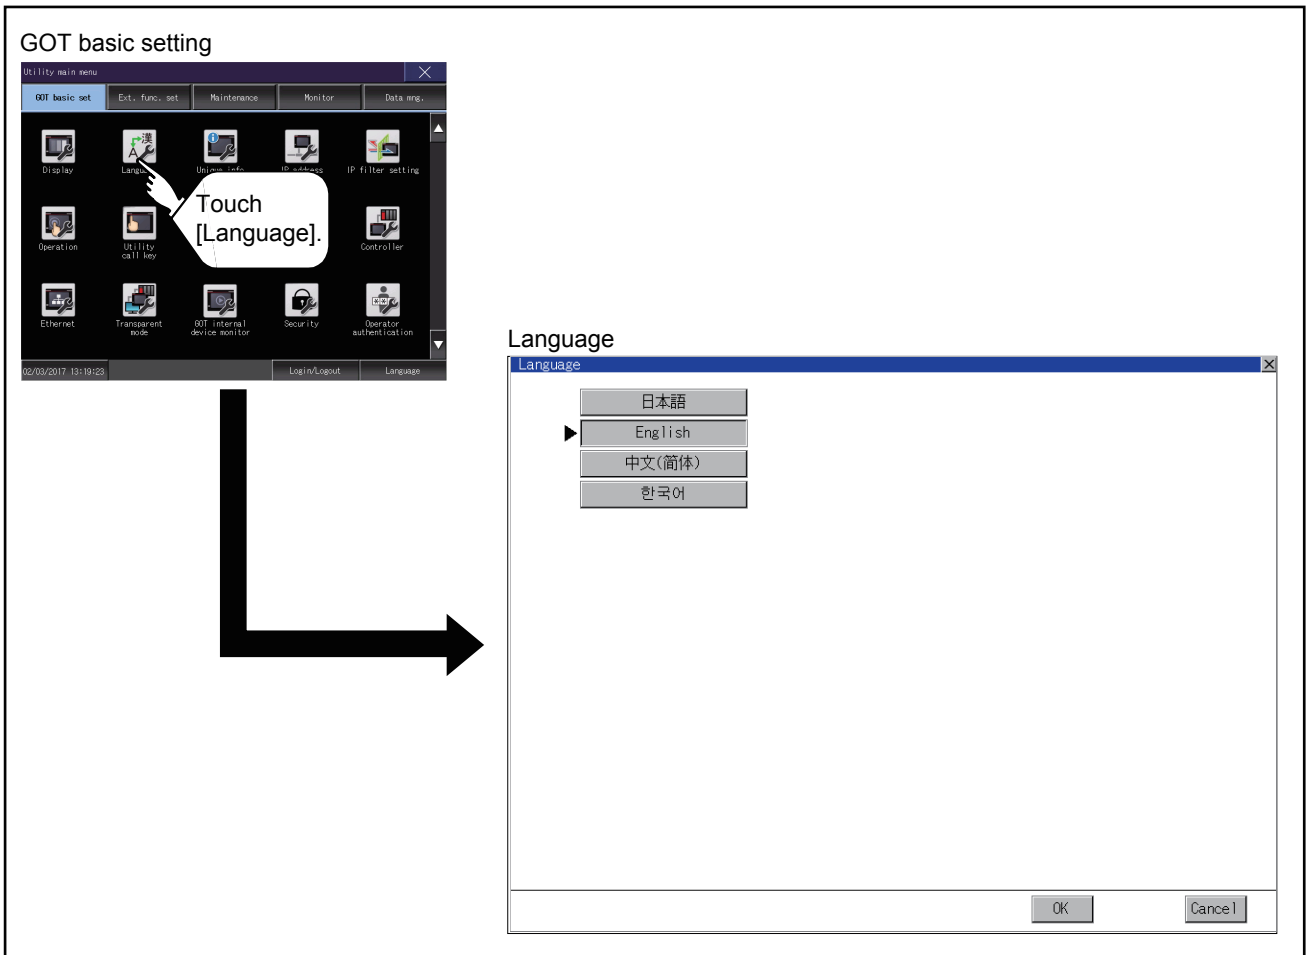 GOT basic setting
Utility main menu
GOT basic set
Ext. func. set
Maintenance
Monitor
Data mng.
Display
IP filter setting
Touch
[Language].
Operation
Utility
call key
Controller
Ethernet
Transparent
mode
GOT internal
device monitor
Security
Operator
authentication
02/03/2017 13:19:23
Login/Logout
Language
Language
Language
日本語
English
中文(简体)
한국어
OK
Cancel